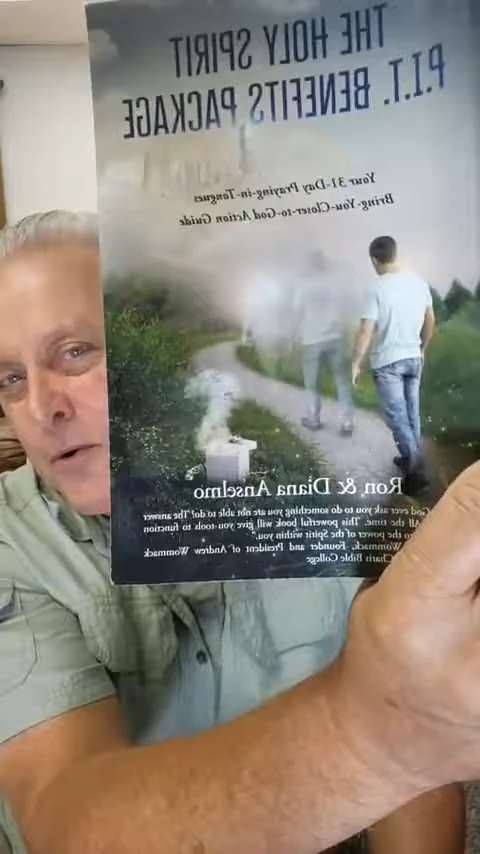 THE HOLY SPIRIT
P.I.T. BENEFITS PACKAGE
Your 31-Day Praying-in-Tongues
Bring-You-Closer-to-God Action Guide
Ron & Diana Anselmo
God ever ask you to do something you are not able to do? The answer
All the time. This powerful book will give you tools to function
the power of the Spirit within you."
Wommack, Founder and President of Andrew Wommack
Charis Bible College